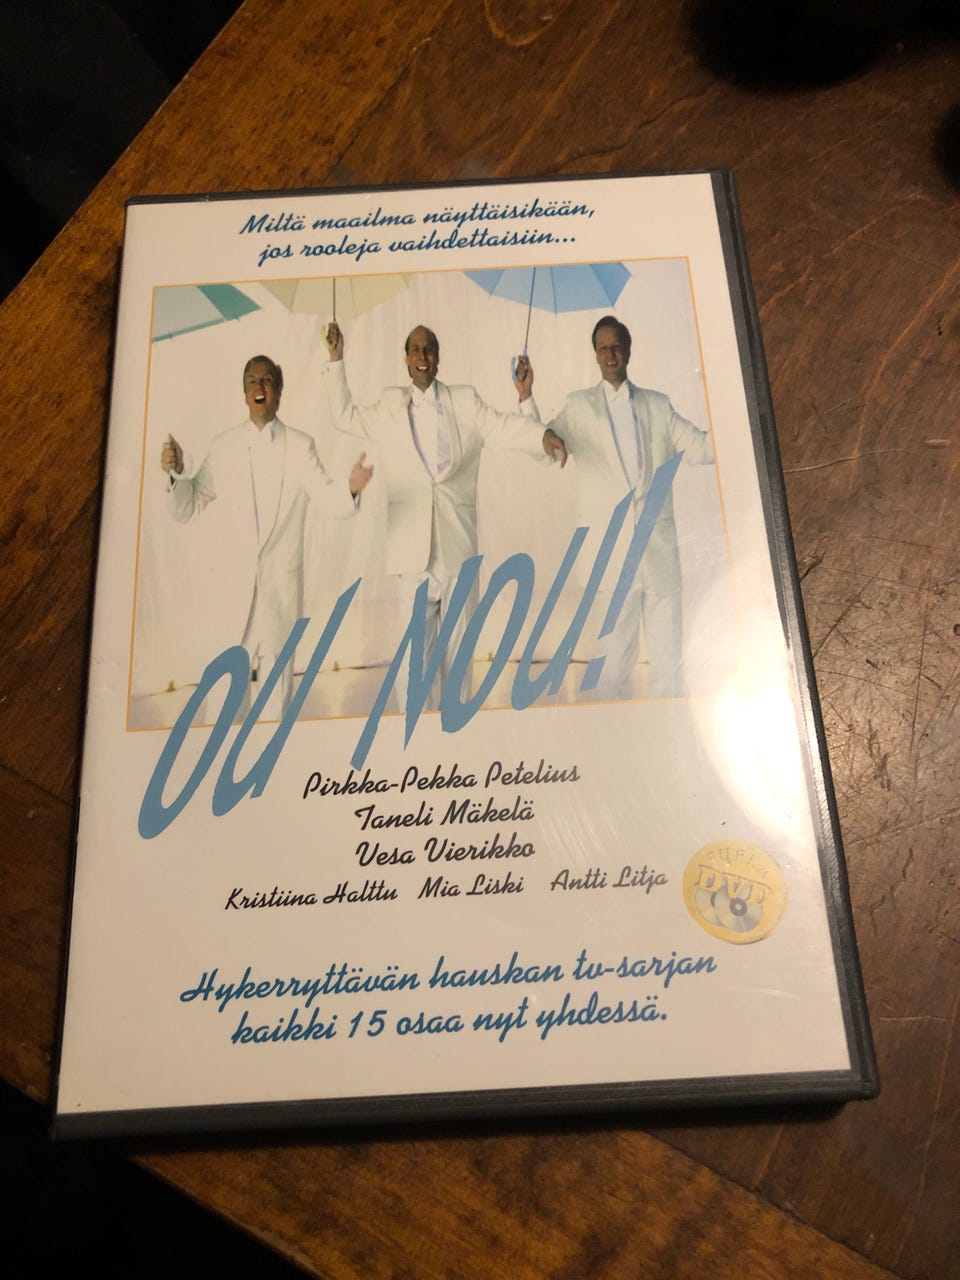 Miltä maailma näyttäisikään,
jos rooleja vaihdettaisiin...
OU NOU!
Pirkka-Pekka Petelius
Taneli Mäkelä
Vesa Vierikko
Kristiina Halttu Mia Liski Antti Litja
TUPLA
DVD
Hykerryttävän hauskan tv-sarjan
kaikki 15 osaa nyt yhdessä.